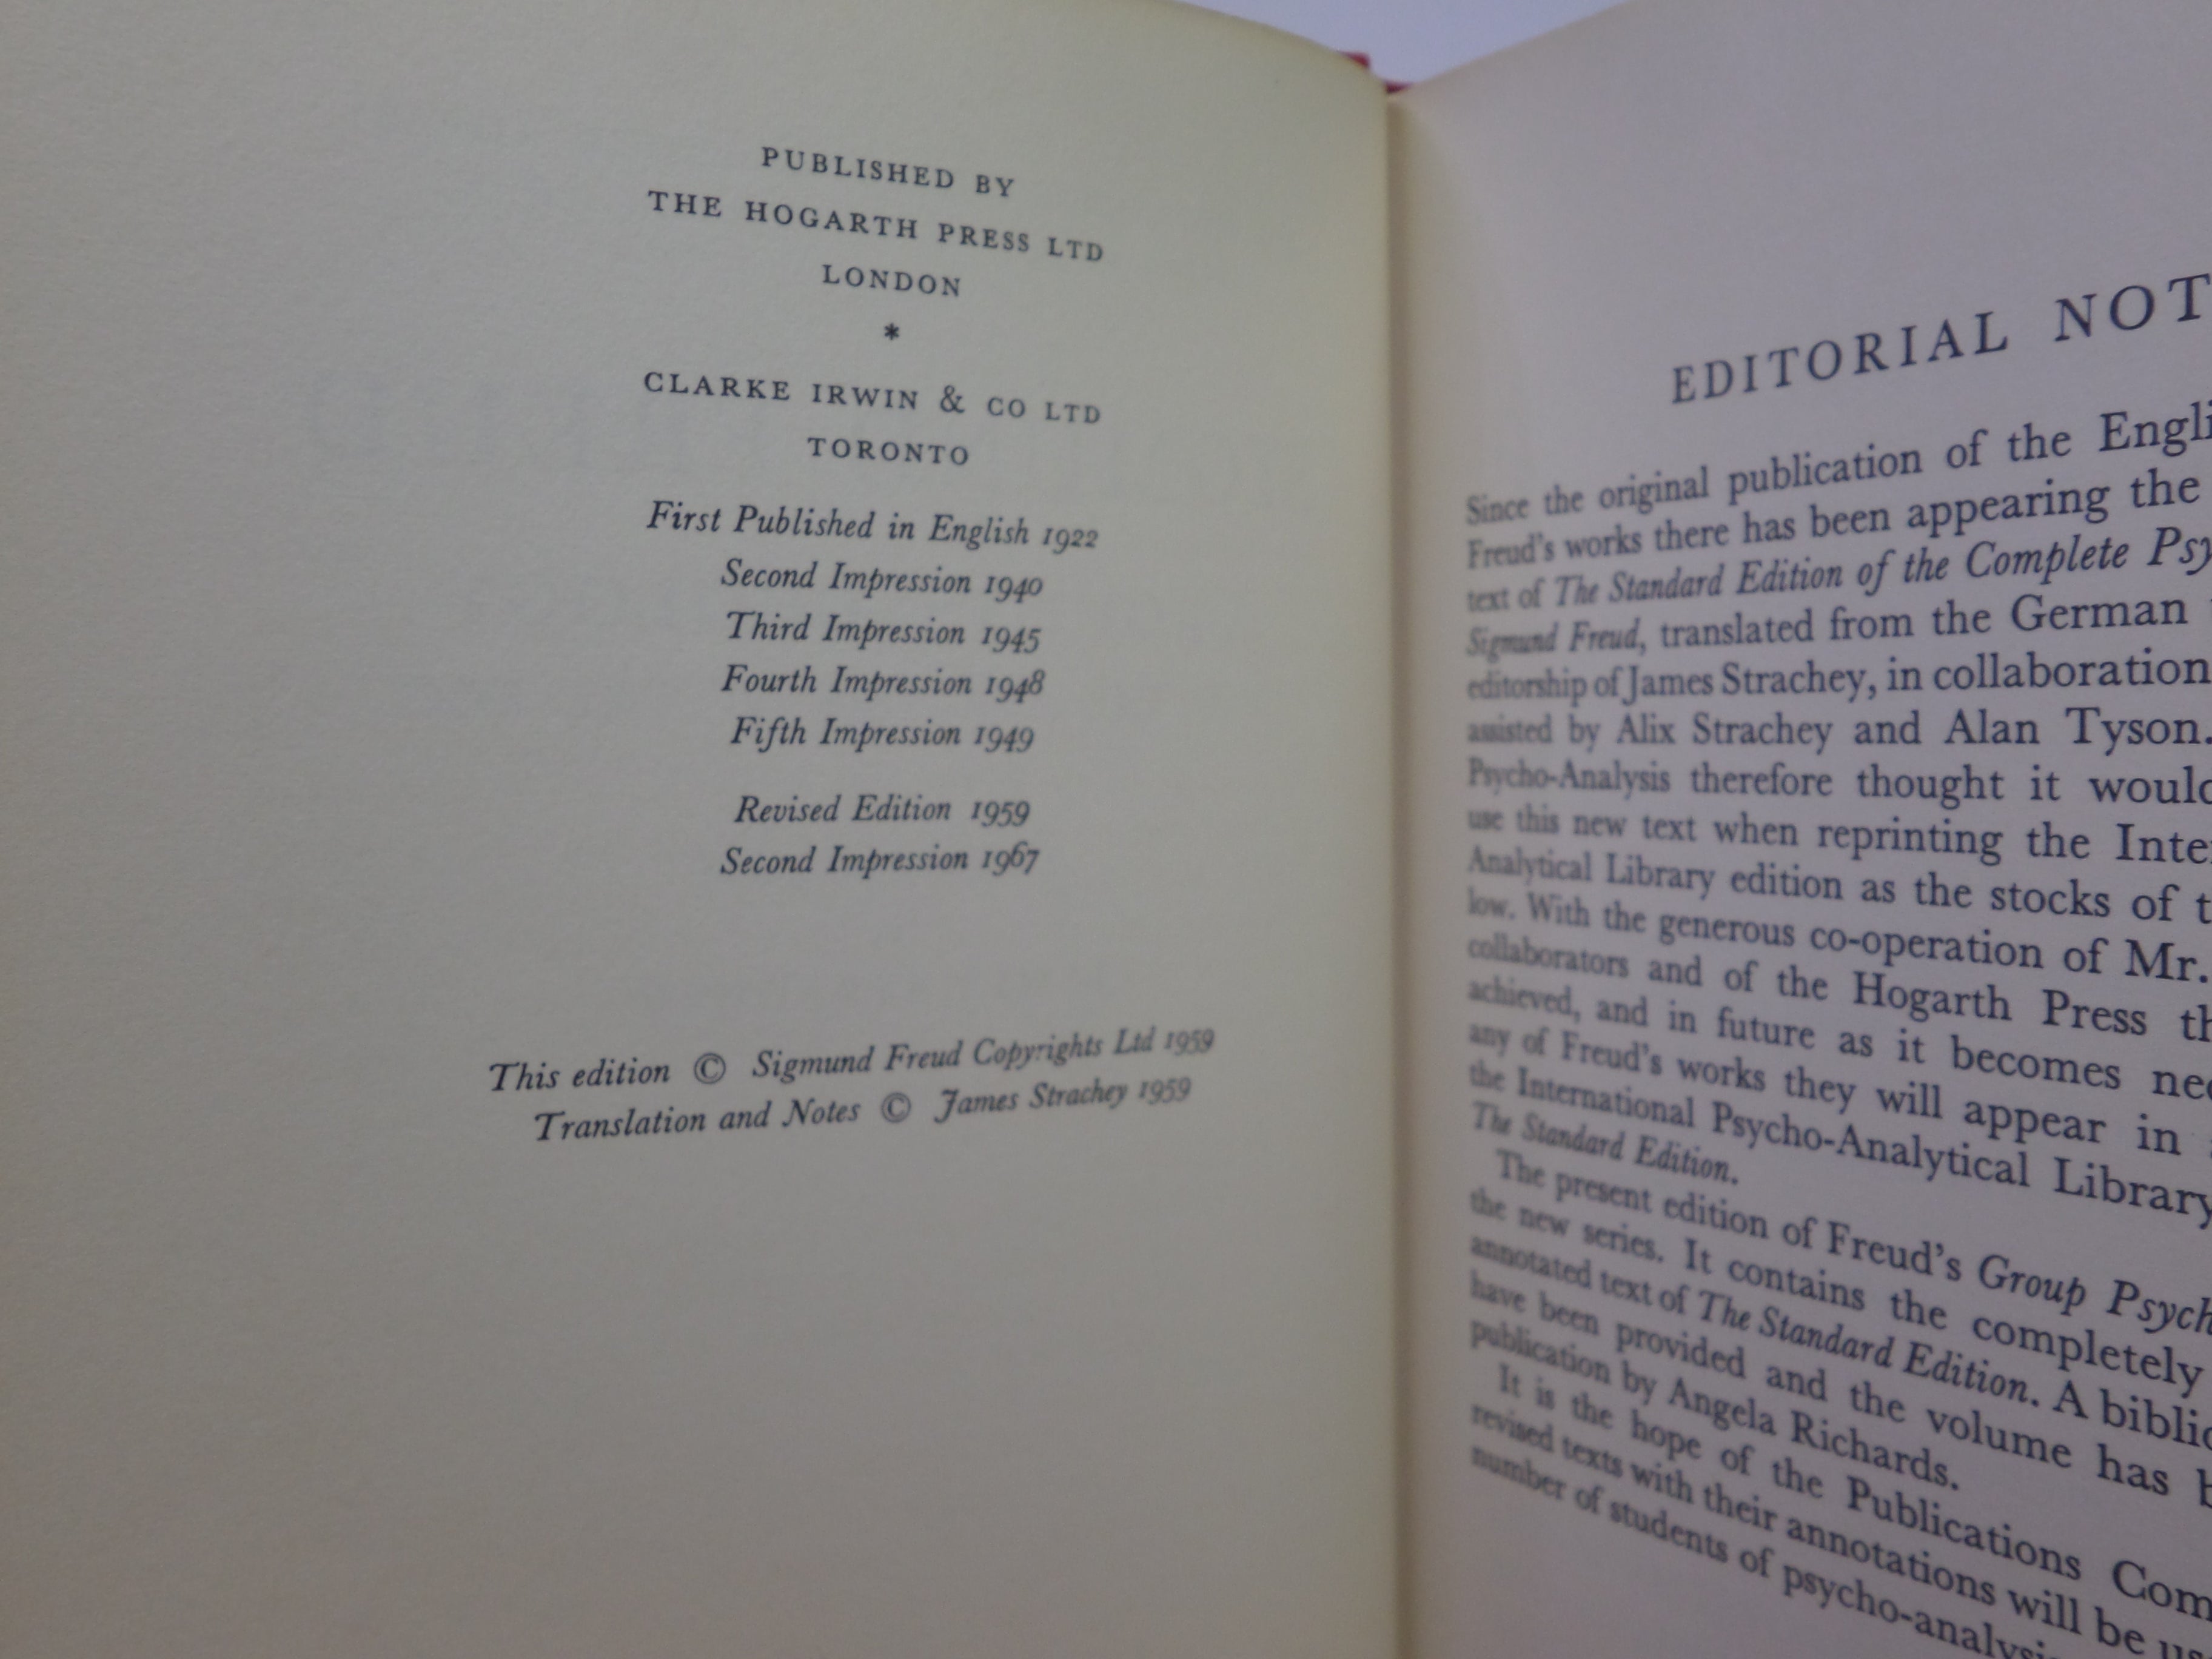 PUBLISHED BY
THE HOGARTH PRESS LTD
LONDON
*
CLARKE IRWIN & CO LTD
TORONTO
First Published in English 1922
Second Impression 1940
Third Impression 1945
Fourth Impression 1948
Fifth Impression 1949
Revised Edition 1959
Second Impression 1967
This edition © Sigmund Freud Copyrights Ltd 1959
Translation and Notes © James Strachey 1959
EDITORIAL NOT
Since the original publication of the Engli
Freud's works there has been appearing the
text of The Standard Edition of the Complete Psy
Sigmund Freud, translated from the German
editorship of James Strachey, in collaboration
assisted by Alix Strachey and Alan Tyson.
Psycho-Analysis therefore thought it would
use this new text when reprinting the Inte
Analytical Library edition as the stocks of t
low. With the generous co-operation of Mr.
collaborators and of the Hogarth Press th
achieved, and in future as it becomes nec
any of Freud's works they will appear in
the International Psycho-Analytical Library
The Standard Edition.
The present edition of Freud's Group Psych
the new series. It contains the completely
annotated text of The Standard Edition. A biblio
have been provided and the volume has b
publication by Angela Richards.
It is the hope of the Publications Com
revised texts with their annotations will be us
number of students of psycho-analysi